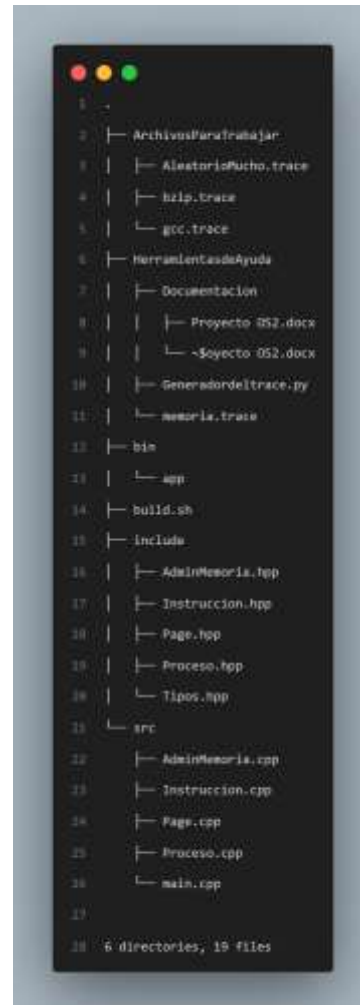 1 .
2 ├── ArchivosParaTrabajar
3 │   ├── AleatorioMucho.trace
4 │   ├── bzip.trace
5 │   └── gcc.trace
6 ├── HerramientasdeAyuda
7 │   ├── Documentacion
8 │   │   ├── Proyecto OS2.docx
9 │   │   └── ~$oyecto OS2.docx
10 │   ├── Generadordeltrace.py
11 │   └── memoria.trace
12 ├── bin
13 │   └── app
14 ├── build.sh
15 ├── include
16 │   ├── AdminMemoria.hpp
17 │   ├── Instruccion.hpp
18 │   ├── Page.hpp
19 │   ├── Proceso.hpp
20 │   └── Tipos.hpp
21 └── src
22     ├── AdminMemoria.cpp
23     ├── Instruccion.cpp
24     ├── Page.cpp
25     ├── Proceso.cpp
26     └── main.cpp
27
28 6 directories, 19 files